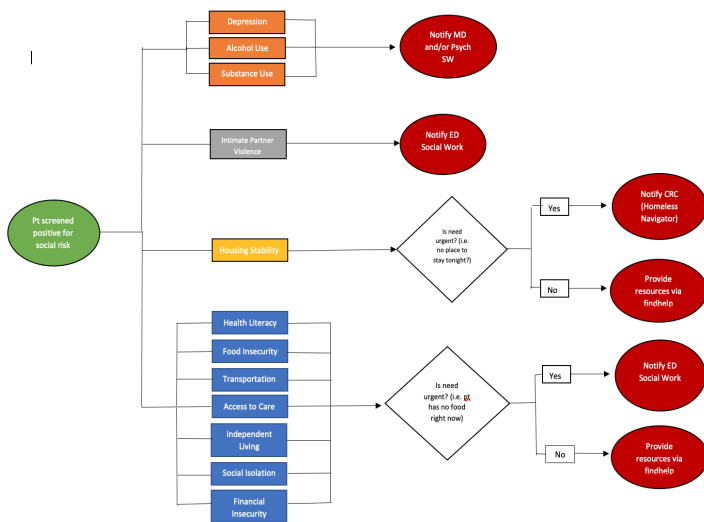 Depression
Alcohol Use
Substance Use
Notify MD
and/or Psych
SW
Intimate Partner
Violence
Notify ED
Social Work
Pt screened
positive for
social risk
Housing Stability
Is need
urgent? (i.e.
no place to
stay tonight?)
Yes
Notify CRC
(Homeless
Navigator)
No
Provide
resources via
findhelp
Health Literacy
Food Insecurity
Transportation
Access to Care
Independent
Living
Social Isolation
Financial
Insecurity
Is need
urgent? (i.e. pt
has no food
right now)
Yes
Notify ED
Social Work
No
Provide
resources via
findhelp